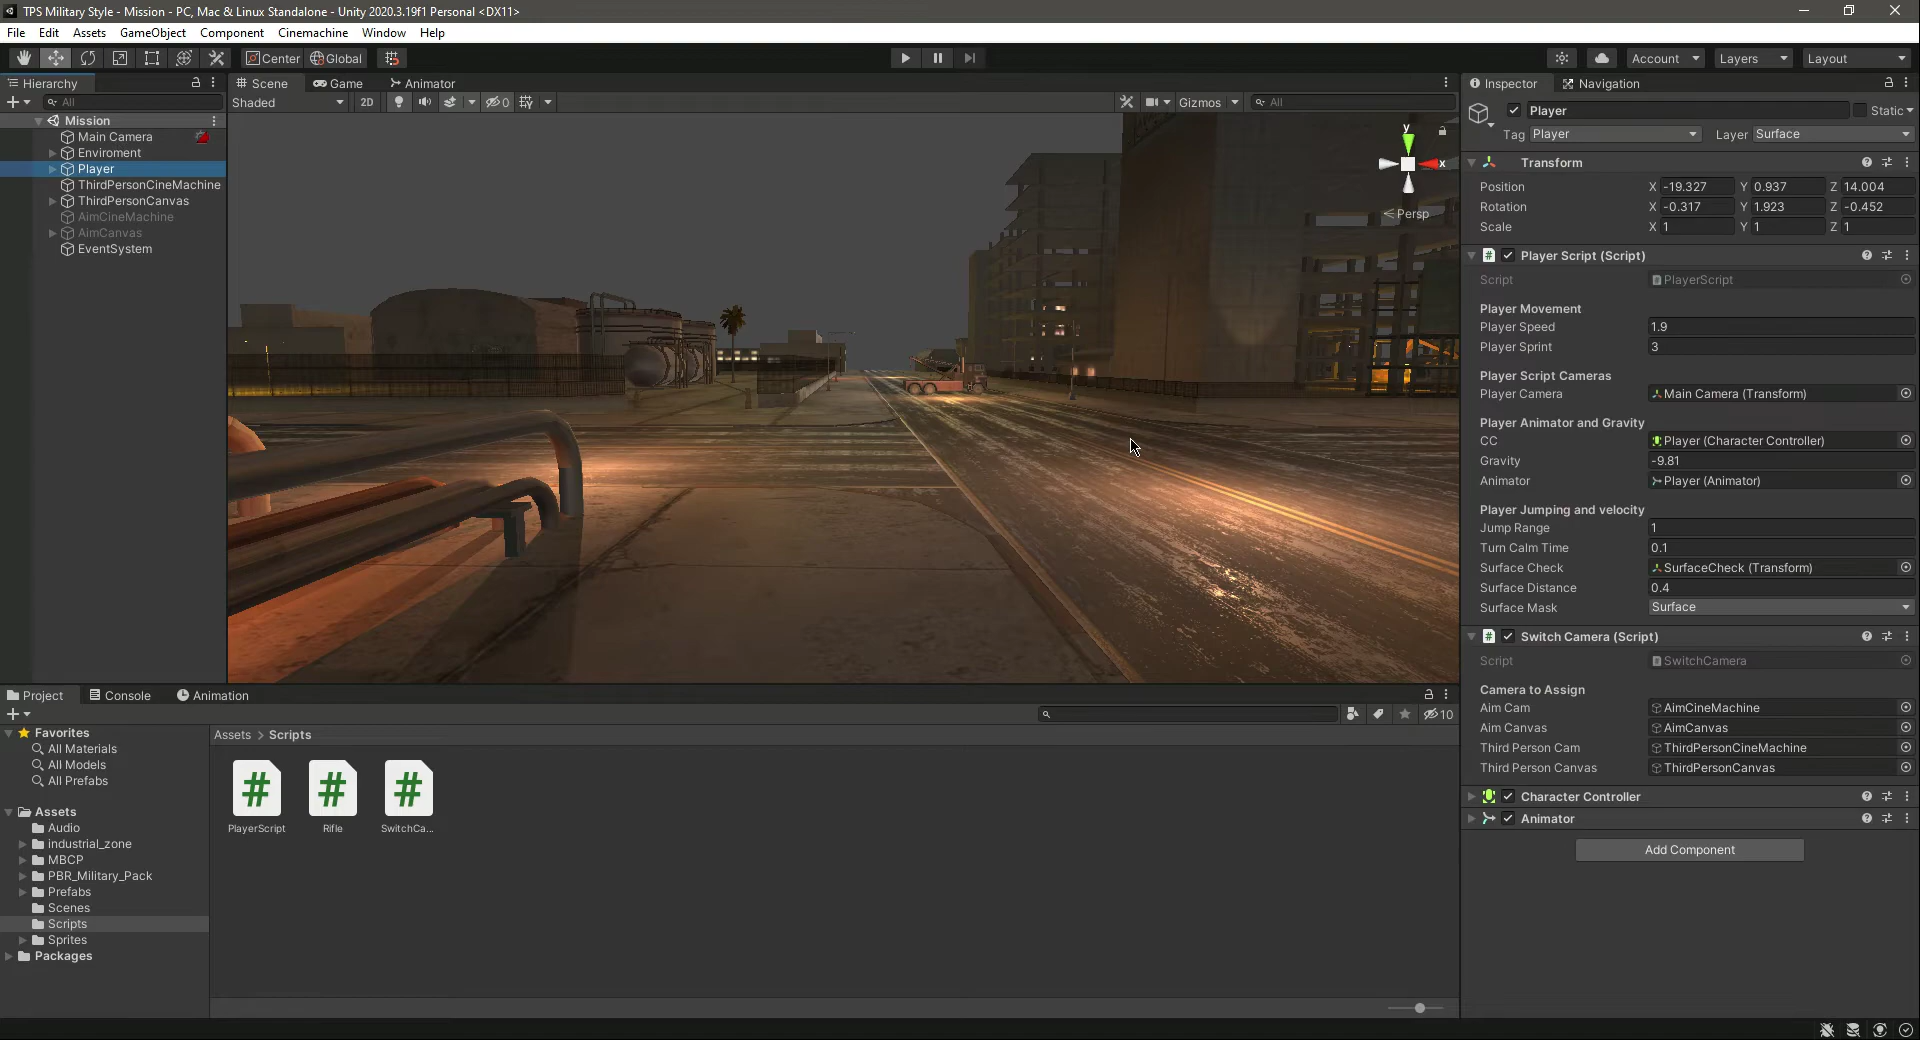 TPS Military Style - Mission - PC, Mac & Linux Standalone - Unity 2020.3.19f1 Personal <DX11>
File Edit Assets GameObject Component Cinemachine Window Help
Center Global Account Layers Layout
Hierarchy
All
Mission
Main Camera
Enviroment
Player
ThirdPersonCineMachine
ThirdPersonCanvas
AimCineMachine
AimCanvas
EventSystem
Scene Game Animator
Shaded 2D 0 Gizmos All
y
x
Persp
Inspector Navigation
Player Static
Tag Player Layer Surface
Transform
Position X -19.327 Y 0.937 Z 14.004
Rotation X -0.317 Y 1.923 Z -0.452
Scale X 1 Y 1 Z 1
# Player Script (Script)
Script PlayerScript
Player Movement
Player Speed 1.9
Player Sprint 3
Player Script Cameras
Player Camera Main Camera (Transform)
Player Animator and Gravity
CC Player (Character Controller)
Gravity -9.81
Animator Player (Animator)
Player Jumping and velocity
Jump Range 1
Turn Calm Time 0.1
Surface Check SurfaceCheck (Transform)
Surface Distance 0.4
Surface Mask Surface
# Switch Camera (Script)
Script SwitchCamera
Camera to Assign
Aim Cam AimCineMachine
Aim Canvas AimCanvas
Third Person Cam ThirdPersonCineMachine
Third Person Canvas ThirdPersonCanvas
Character Controller
Animator
Add Component
Project Console Animation
10
Favorites
All Materials
All Models
All Prefabs
Assets
Audio
industrial_zone
MBCP
PBR_Military_Pack
Prefabs
Scenes
Scripts
Sprites
Packages
Assets > Scripts
# # #
PlayerScript Rifle SwitchCa...